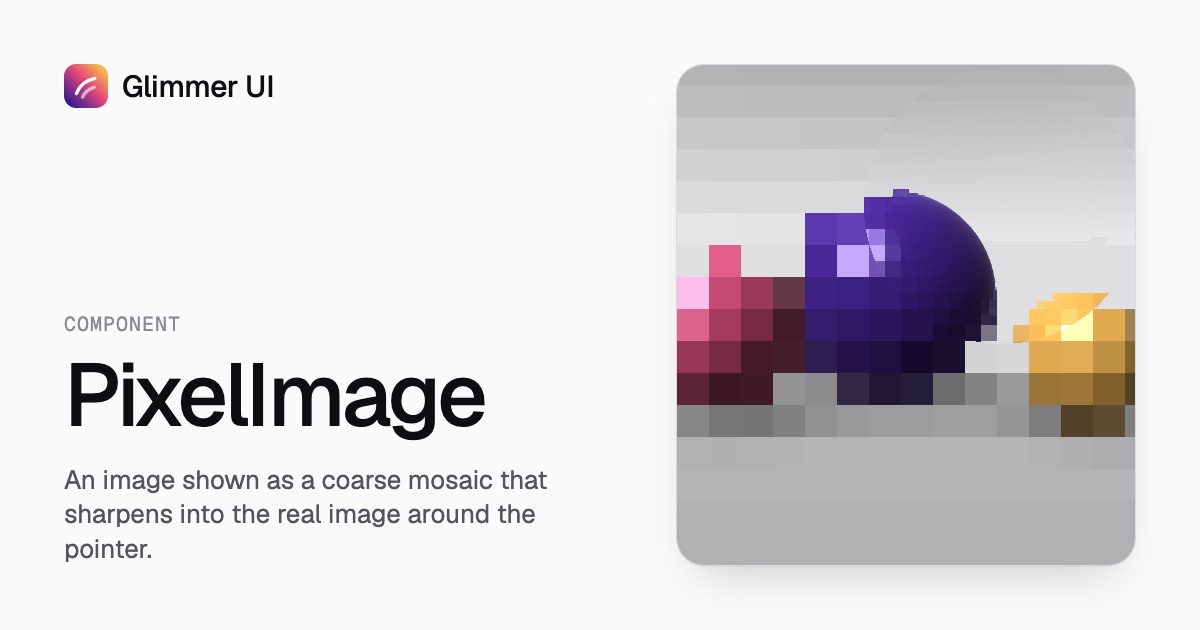 Glimmer UI
COMPONENT
PixelImage
An image shown as a coarse mosaic that
sharpens into the real image around the
pointer.